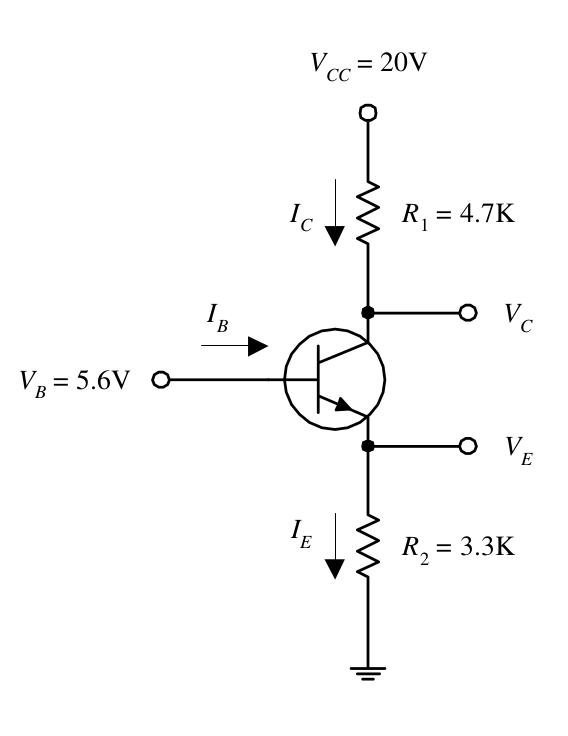 V_CC = 20V
I_C
R_1 = 4.7K
I_B
V_C
V_B = 5.6V
V_E
I_E
R_2 = 3.3K